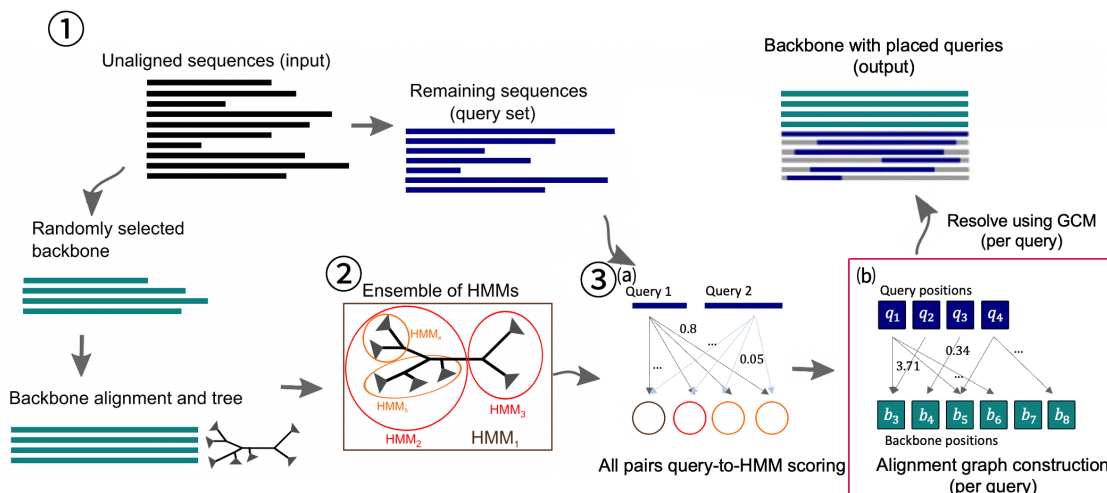 ①
Unaligned sequences (input)
Remaining sequences
(query set)
Backbone with placed queries
(output)
Randomly selected
backbone
Resolve using GCM
(per query)
Backbone alignment and tree
②
Ensemble of HMMs
HMM₄
HMM₅
HMM₂
HMM₃
HMM₁
③
(a)
Query 1
Query 2
0.8
...
...
0.05
All pairs query-to-HMM scoring
(b)
Query positions
q₁ q₂ q₃ q₄
3.71
0.34
...
...
b₃ b₄ b₅ b₆ b₇ b₈
Backbone positions
Alignment graph construction
(per query)